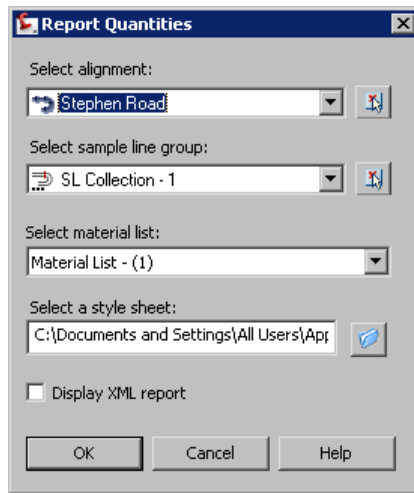 Report Quantities
Select alignment:
Stephen Road
Select sample line group:
SL Collection - 1
Select material list:
Material List - (1)
Select a style sheet:
C:\Documents and Settings\All Users\App
Display XML report
OK Cancel Help